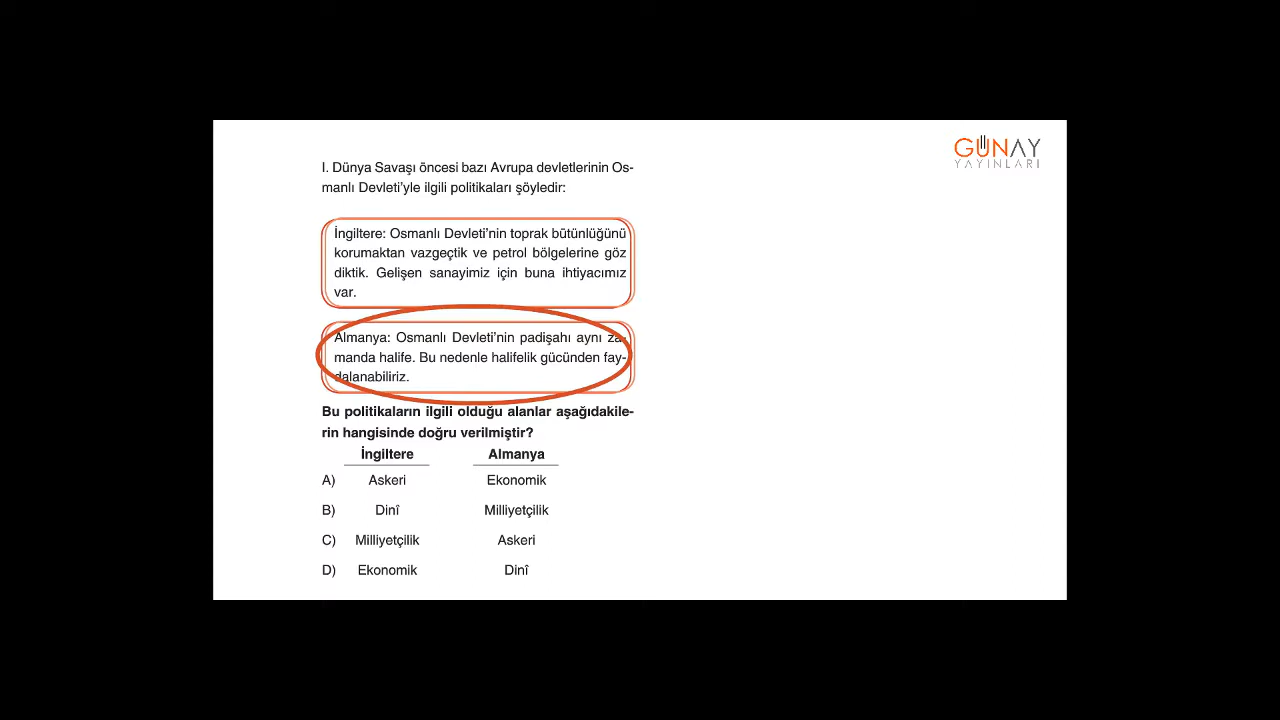 GÜNAY
YAYINLARI
I. Dünya Savaşı öncesi bazı Avrupa devletlerinin Os-
manlı Devleti'yle ilgili politikaları şöyledir:
İngiltere: Osmanlı Devleti'nin toprak bütünlüğünü
korumaktan vazgeçtik ve petrol bölgelerine göz
diktik. Gelişen sanayimiz için buna ihtiyacımız
var.
Almanya: Osmanlı Devleti'nin padişahı aynı za-
manda halife. Bu nedenle halifelik gücünden fay-
dalanabiliriz.
Bu politikaların ilgili olduğu alanlar aşağıdakile-
rin hangisinde doğru verilmiştir?
İngiltere Almanya
A) Askeri Ekonomik
B) Dinî Milliyetçilik
C) Milliyetçilik Askeri
D) Ekonomik Dinî